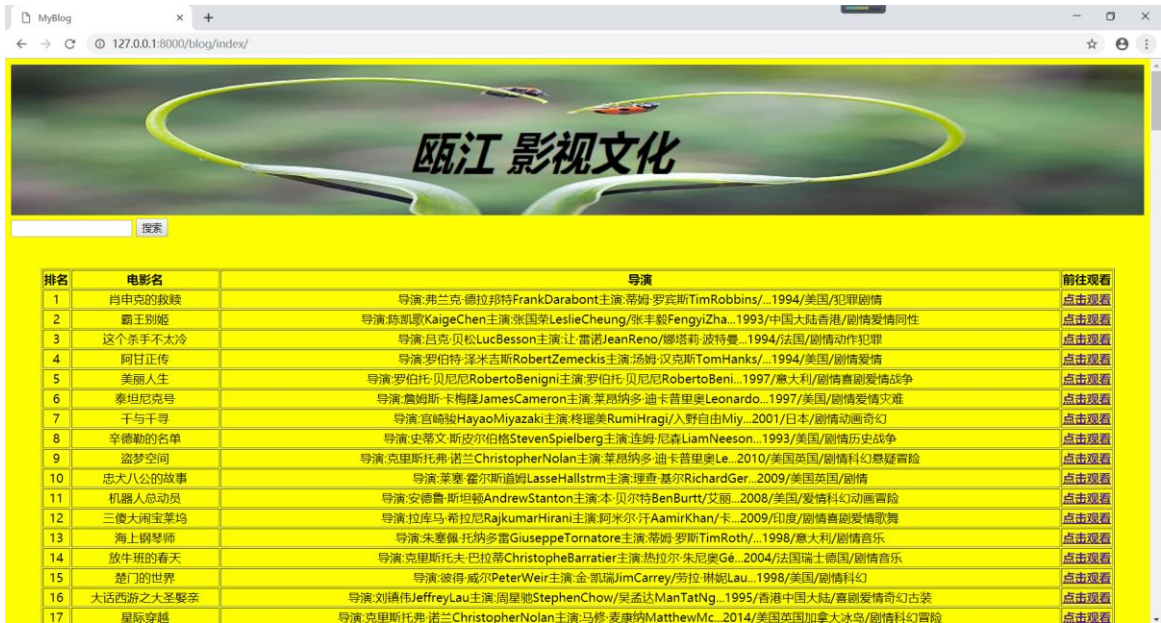 MyBlog
127.0.0.1:8000/blog/index/
瓯江 影视文化
搜索
排名 电影名 导演 前往观看
1 肖申克的救赎 导演:弗兰克·德拉邦特FrankDarabont主演:蒂姆·罗宾斯TimRobbins/...1994/美国/犯罪剧情 点击观看
2 霸王别姬 导演:陈凯歌KaigeChen主演:张国荣LeslieCheung/张丰毅FengyiZha...1993/中国大陆香港/剧情爱情同性 点击观看
3 这个杀手不太冷 导演:吕克·贝松LucBesson主演:让·雷诺JeanReno/娜塔莉·波特曼...1994/法国/剧情动作犯罪 点击观看
4 阿甘正传 导演:罗伯特·泽米吉斯RobertZemeckis主演:汤姆·汉克斯TomHanks/...1994/美国/剧情爱情 点击观看
5 美丽人生 导演:罗伯托·贝尼尼RobertoBenigni主演:罗伯托·贝尼尼RobertoBeni...1997/意大利/剧情喜剧爱情战争 点击观看
6 泰坦尼克号 导演:詹姆斯·卡梅隆JamesCameron主演:莱昂纳多·迪卡普里奥Leonardo...1997/美国/剧情爱情灾难 点击观看
7 千与千寻 导演:宫崎骏HayaoMiyazaki主演:柊瑠美RumiHragi/入野自由Miy...2001/日本/剧情动画奇幻 点击观看
8 辛德勒的名单 导演:史蒂文·斯皮尔伯格StevenSpielberg主演:连姆·尼森LiamNeeson...1993/美国/剧情历史战争 点击观看
9 盗梦空间 导演:克里斯托弗·诺兰ChristopherNolan主演:莱昂纳多·迪卡普里奥Le...2010/美国英国/剧情科幻悬疑冒险 点击观看
10 忠犬八公的故事 导演:莱塞·霍尔斯道姆LasseHallstrm主演:理查·基尔RichardGer...2009/美国英国/剧情 点击观看
11 机器人总动员 导演:安德鲁·斯坦顿AndrewStanton主演:本·贝尔特BenBurtt/艾丽...2008/美国/爱情科幻动画冒险 点击观看
12 三傻大闹宝莱坞 导演:拉库马·希拉尼RajkumarHirani主演:阿米尔·汗AamirKhan/卡...2009/印度/剧情喜剧爱情歌舞 点击观看
13 海上钢琴师 导演:朱塞佩·托纳多雷GiuseppeTornatore主演:蒂姆·罗斯TimRoth/...1998/意大利/剧情音乐 点击观看
14 放牛班的春天 导演:克里斯托夫·巴拉蒂ChristopheBarratier主演:热拉尔·朱尼奥Gé...2004/法国瑞士德国/剧情音乐 点击观看
15 楚门的世界 导演:彼得·威尔PeterWeir主演:金·凯瑞JimCarrey/劳拉·琳妮Lau...1998/美国/剧情科幻 点击观看
16 大话西游之大圣娶亲 导演:刘镇伟JeffreyLau主演:周星驰StephenChow/吴孟达ManTatNg...1995/香港中国大陆/喜剧爱情奇幻古装 点击观看
17 星际穿越 导演:克里斯托弗·诺兰ChristopherNolan主演:马修·麦康纳MatthewMc...2014/美国英国加拿大冰岛/剧情科幻冒险 点击观看